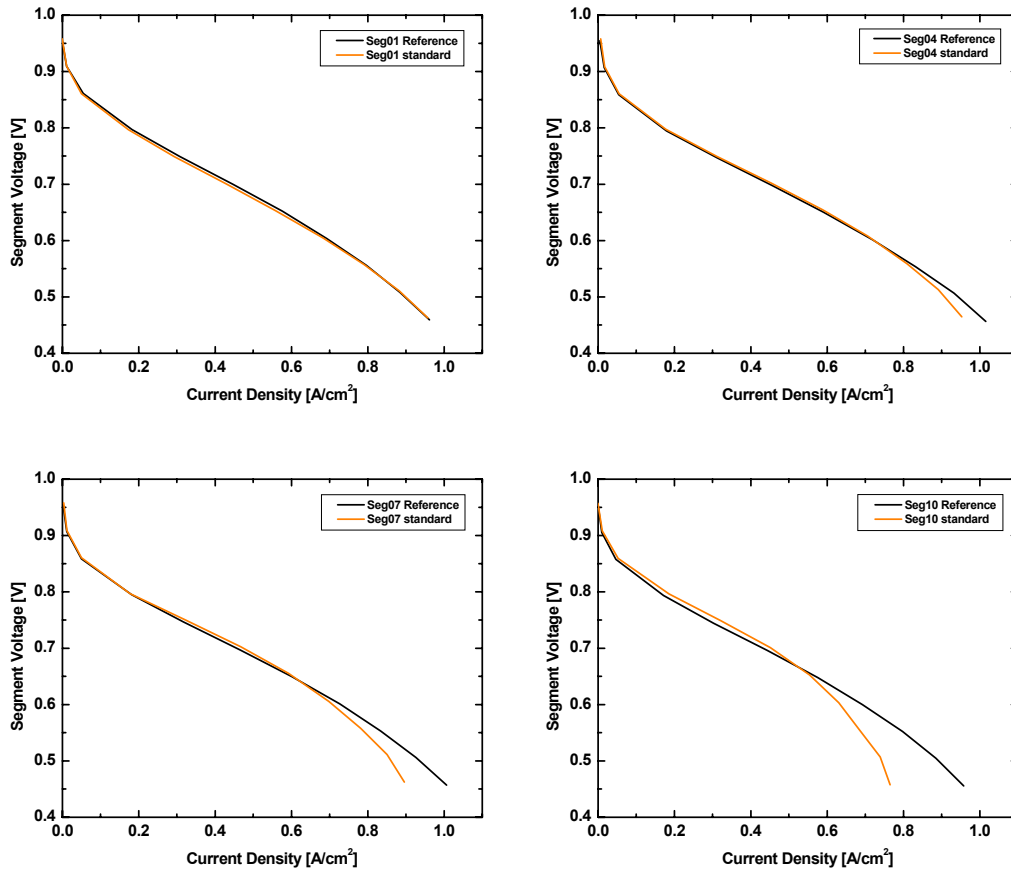 Seg01 Reference
Seg01 standard
Segment Voltage [V]
1.0
0.9
0.8
0.7
0.6
0.5
0.4
0.0 0.2 0.4 0.6 0.8 1.0
Current Density [A/cm²]
Seg04 Reference
Seg04 standard
Segment Voltage [V]
1.0
0.9
0.8
0.7
0.6
0.5
0.4
0.0 0.2 0.4 0.6 0.8 1.0
Current Density [A/cm²]
Seg07 Reference
Seg07 standard
Segment Voltage [V]
1.0
0.9
0.8
0.7
0.6
0.5
0.4
0.0 0.2 0.4 0.6 0.8 1.0
Current Density [A/cm²]
Seg10 Reference
Seg10 standard
Segment Voltage [V]
1.0
0.9
0.8
0.7
0.6
0.5
0.4
0.0 0.2 0.4 0.6 0.8 1.0
Current Density [A/cm²]